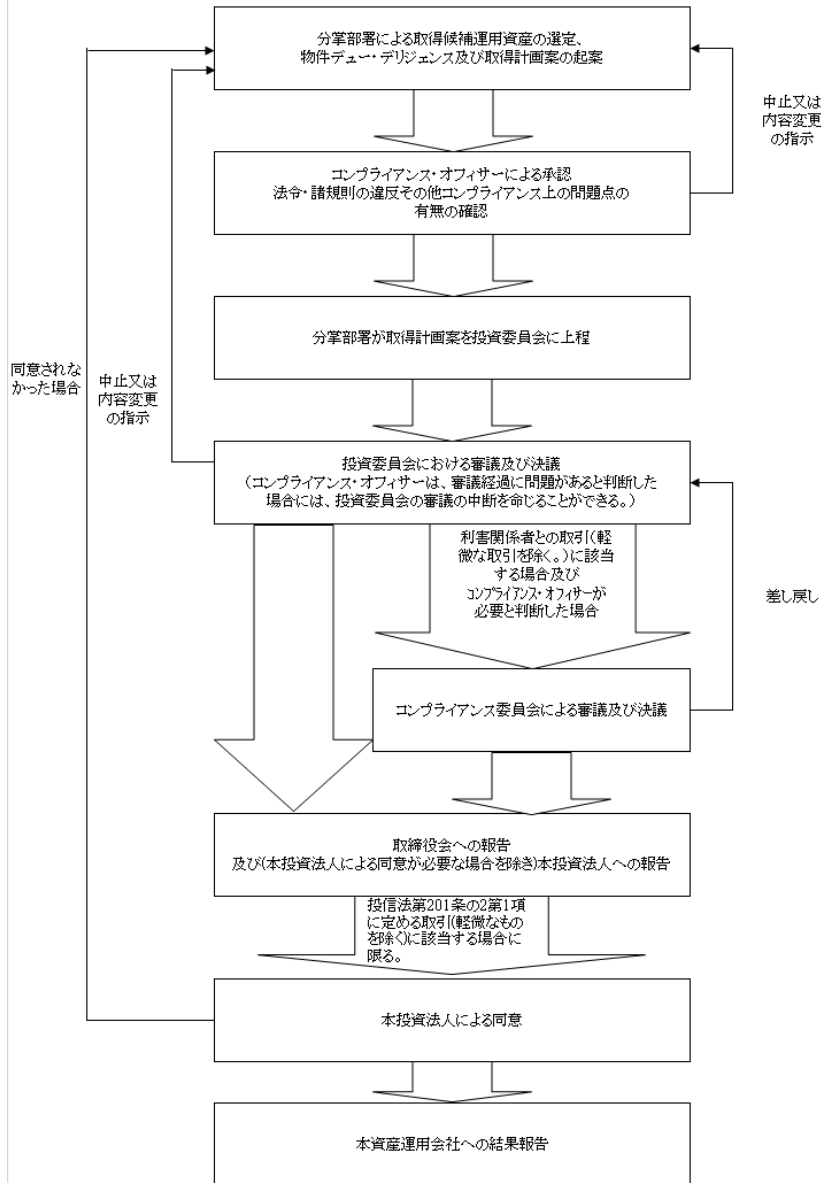 分掌部署による取得候補運用資産の選定、
物件デュー・デリジェンス及び取得計画案の起案
中止又は
内容変更
の指示
コンプライアンス・オフィサーによる承認
法令・諸規則の違反その他コンプライアンス上の問題点の
有無の確認
分掌部署が取得計画案を投資委員会に上程
同意されな
かった場合
中止又は
内容変更
の指示
投資委員会における審議及び決議
(コンプライアンス・オフィサーは、審議経過に問題があると判断した
場合には、投資委員会の審議の中断を命じることができる。)
利害関係者との取引(軽
微な取引を除く。)に該当
する場合及び
コンプライアンス・オフィサーが
必要と判断した場合
差し戻し
コンプライアンス委員会による審議及び決議
取締役会への報告
及び(本投資法人による同意が必要な場合を除き)本投資法人への報告
投信法第201条の2第1項
に定める取引(軽微なもの
を除く)に該当する場合に
限る。
本投資法人による同意
本資産運用会社への結果報告